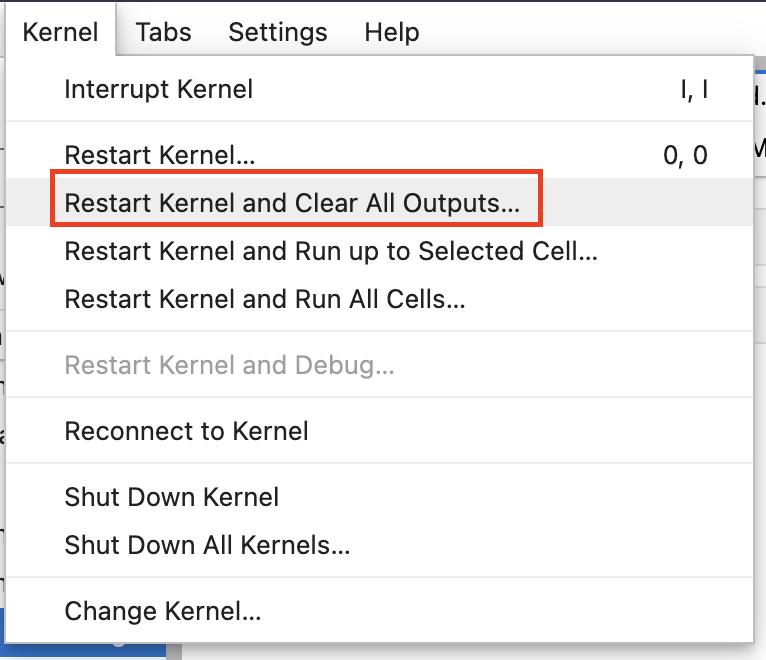 Kernel Tabs Settings Help
Interrupt Kernel I, I
Restart Kernel... 0, 0
Restart Kernel and Clear All Outputs...
Restart Kernel and Run up to Selected Cell...
Restart Kernel and Run All Cells...
Restart Kernel and Debug...
Reconnect to Kernel
Shut Down Kernel
Shut Down All Kernels...
Change Kernel...